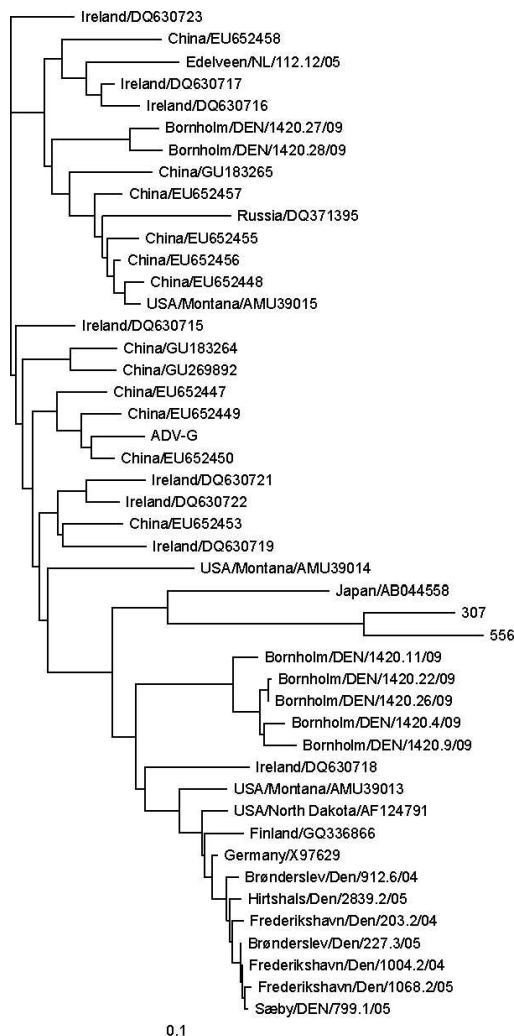 Ireland/DQ630723
China/EU652458
Edelveen/NL/112.12/05
Ireland/DQ630717
Ireland/DQ630716
Bornholm/DEN/1420.27/09
Bornholm/DEN/1420.28/09
China/GU183265
China/EU652457
Russia/DQ371395
China/EU652455
China/EU652456
China/EU652448
USA/Montana/AMU39015
Ireland/DQ630715
China/GU183264
China/GU269892
China/EU652447
China/EU652449
ADV-G
China/EU652450
Ireland/DQ630721
Ireland/DQ630722
China/EU652453
Ireland/DQ630719
USA/Montana/AMU39014
Japan/AB044558
307
556
Bornholm/DEN/1420.11/09
Bornholm/DEN/1420.22/09
Bornholm/DEN/1420.26/09
Bornholm/DEN/1420.4/09
Bornholm/DEN/1420.9/09
Ireland/DQ630718
USA/Montana/AMU39013
USA/North Dakota/AF124791
Finland/GQ336866
Germany/X97629
Brønderslev/Den/912.6/04
Hirtshals/Den/2839.2/05
Frederikshavn/Den/203.2/04
Brønderslev/Den/227.3/05
Frederikshavn/Den/1004.2/04
Frederikshavn/Den/1068.2/05
Sæby/DEN/799.1/05
0.1